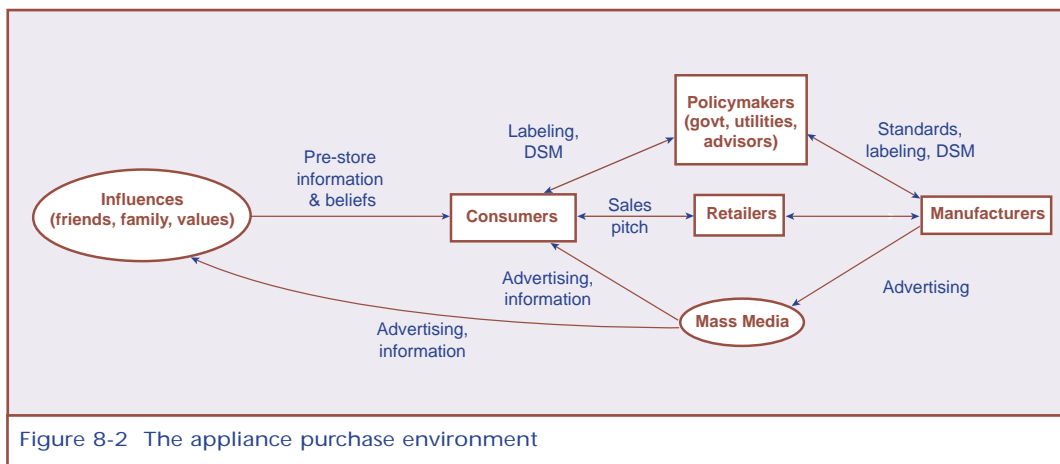 Policymakers
(govt, utilities,
advisors)
Labeling,
DSM
Standards,
labeling, DSM
Pre-store
information
& beliefs
Influences
(friends, family, values)
Consumers
Sales
pitch
Retailers
Manufacturers
Advertising,
information
Advertising
Mass Media
Advertising,
information
Figure 8-2 The appliance purchase environment